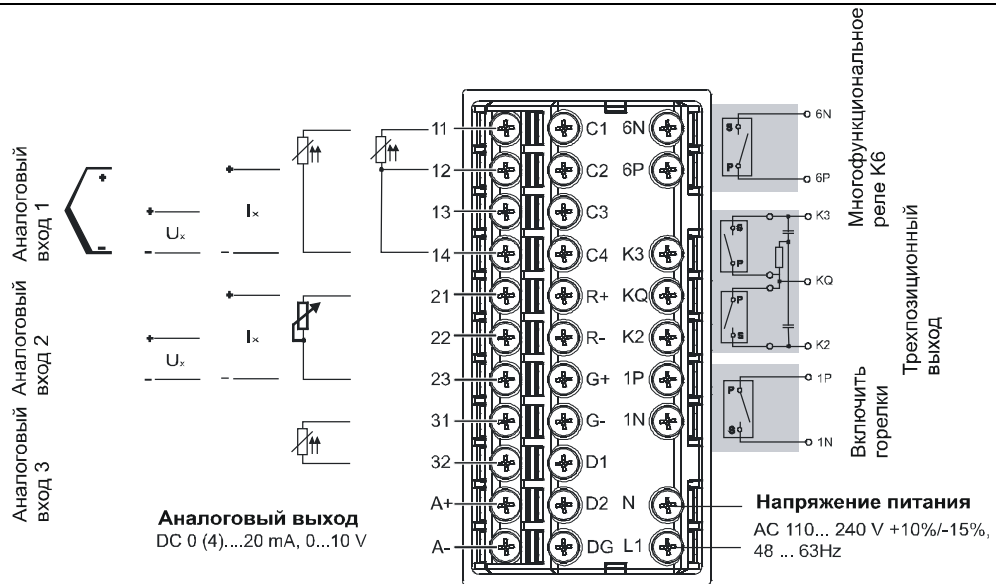 Аналоговый вход 1
Аналоговый вход 2
Аналоговый вход 3
+
-
+
-
Uₓ
+
-
Iₓ
+
-
Uₓ
+
-
Iₓ
11
12
13
14
21
22
23
31
32
A+
A-
C1
C2
C3
C4
R+
R-
G+
G-
D1
D2
DG
6N
6P
K3
KQ
K2
1P
1N
N
L1
S
P
6N
6P
S
P
P
S
K3
KQ
K2
P
S
1P
1N
Многофункциональное реле К6
Трехпозиционный выход
Включить горелки
Аналоговый выход
DC 0 (4)....20 mA, 0...10 V
Напряжение питания
AC 110... 240 V +10%/-15%,
48 ... 63Hz